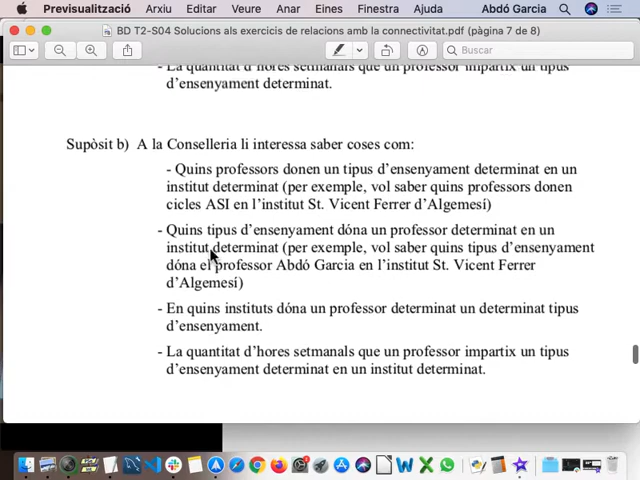 Previsualització Arxiu Editar Veure Anar Eines Finestra Ajuda Abdó Garcia
BD T2-S04 Solucions als exercicis de relacions amb la connectivitat.pdf (pàgina 7 de 8)
Buscar
- La quantitat d'hores setmanals que un professor impartix un tipus
d'ensenyament determinat.
Supòsit b) A la Conselleria li interessa saber coses com:
- Quins professors donen un tipus d'ensenyament determinat en un
institut determinat (per exemple, vol saber quins professors donen
cicles ASI en l'institut St. Vicent Ferrer d'Algemesí)
- Quins tipus d'ensenyament dóna un professor determinat en un
institut determinat (per exemple, vol saber quins tipus d'ensenyament
dóna el professor Abdó Garcia en l'institut St. Vicent Ferrer
d'Algemesí)
- En quins instituts dóna un professor determinat un determinat tipus
d'ensenyament.
- La quantitat d'hores setmanals que un professor impartix un tipus
d'ensenyament determinat en un institut determinat.